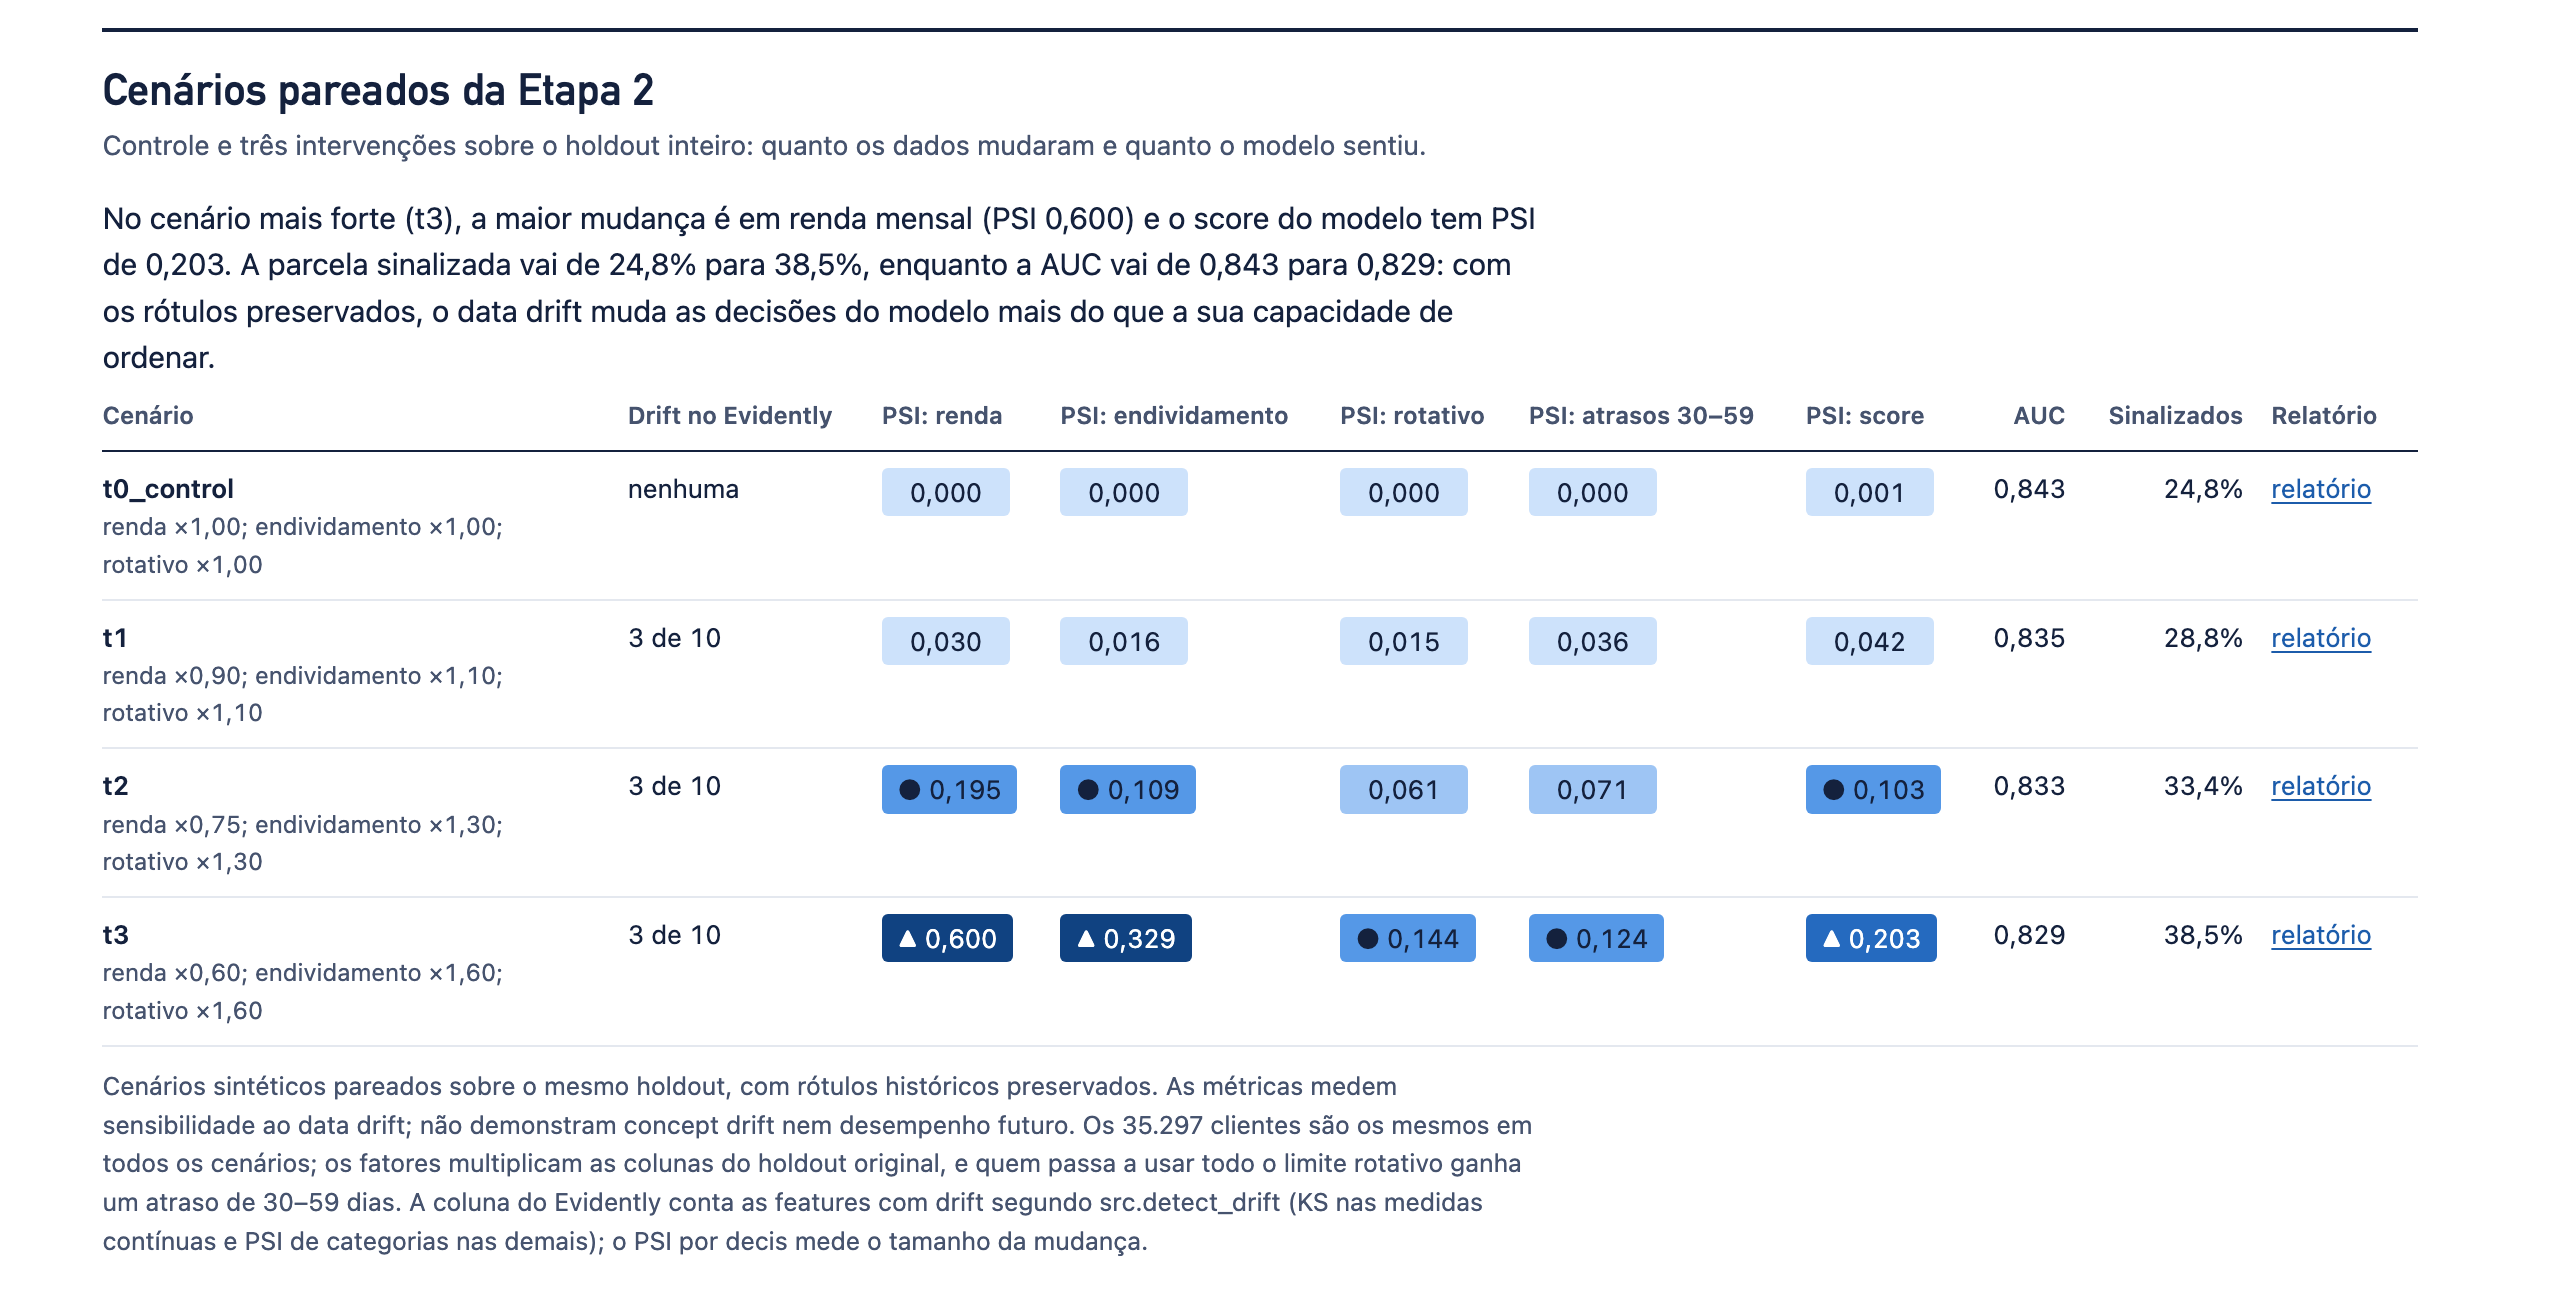 Cenários pareados da Etapa 2
Controle e três intervenções sobre o holdout inteiro: quanto os dados mudaram e quanto o modelo sentiu.
No cenário mais forte (t3), a maior mudança é em renda mensal (PSI 0,600) e o score do modelo tem PSI
de 0,203. A parcela sinalizada vai de 24,8% para 38,5%, enquanto a AUC vai de 0,843 para 0,829: com
os rótulos preservados, o data drift muda as decisões do modelo mais do que a sua capacidade de
ordenar.
Cenário Drift no Evidently PSI: renda PSI: endividamento PSI: rotativo PSI: atrasos 30–59 PSI: score AUC Sinalizados Relatório
t0_control nenhuma 0,000 0,000 0,000 0,000 0,001 0,843 24,8% relatório
renda ×1,00; endividamento ×1,00;
rotativo ×1,00
t1 3 de 10 0,030 0,016 0,015 0,036 0,042 0,835 28,8% relatório
renda ×0,90; endividamento ×1,10;
rotativo ×1,10
t2 3 de 10 ● 0,195 ● 0,109 0,061 0,071 ● 0,103 0,833 33,4% relatório
renda ×0,75; endividamento ×1,30;
rotativo ×1,30
t3 3 de 10 ▲ 0,600 ▲ 0,329 ● 0,144 ● 0,124 ▲ 0,203 0,829 38,5% relatório
renda ×0,60; endividamento ×1,60;
rotativo ×1,60
Cenários sintéticos pareados sobre o mesmo holdout, com rótulos históricos preservados. As métricas medem
sensibilidade ao data drift; não demonstram concept drift nem desempenho futuro. Os 35.297 clientes são os mesmos em
todos os cenários; os fatores multiplicam as colunas do holdout original, e quem passa a usar todo o limite rotativo ganha
um atraso de 30–59 dias. A coluna do Evidently conta as features com drift segundo src.detect_drift (KS nas medidas
contínuas e PSI de categorias nas demais); o PSI por decis mede o tamanho da mudança.